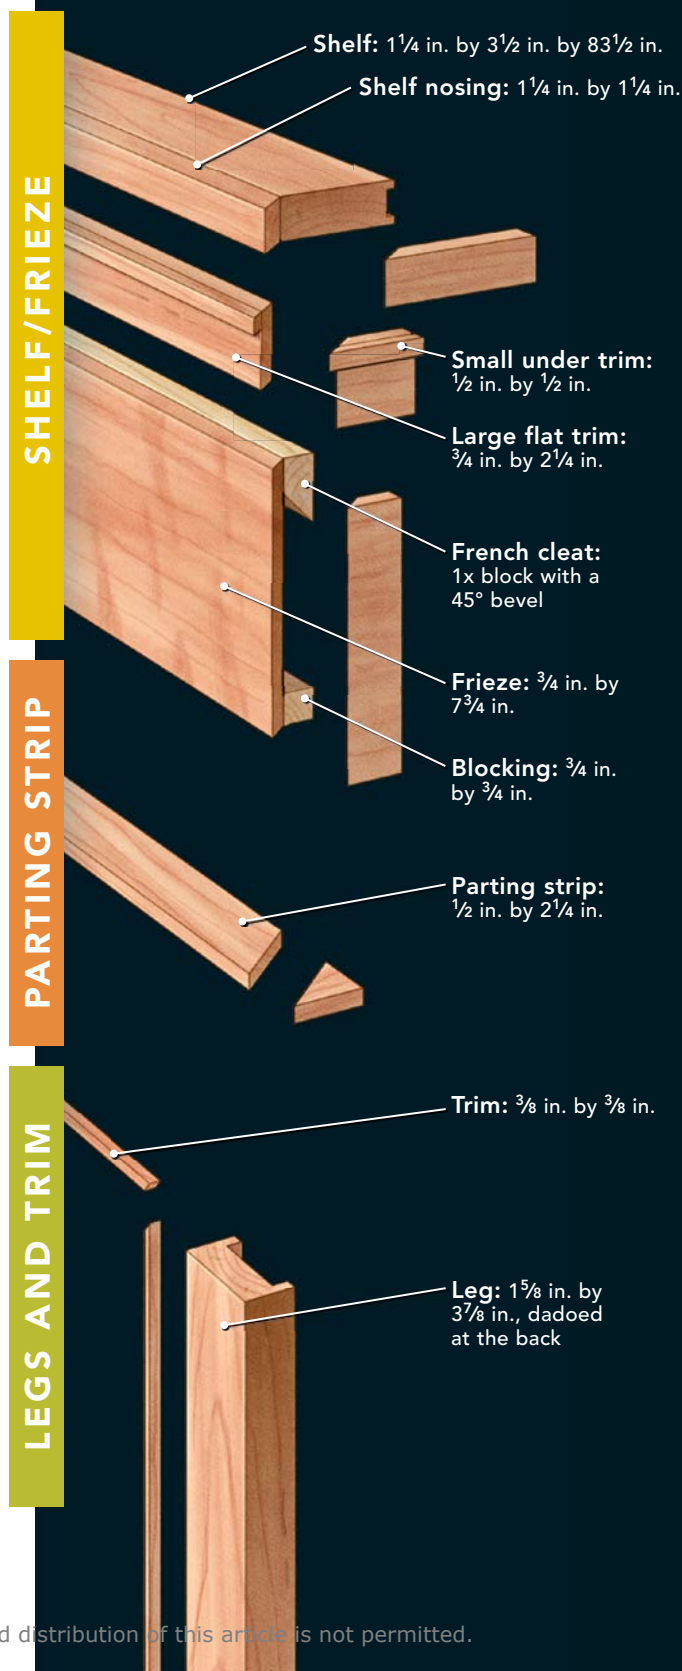 Shelf: 1¼ in. by 3½ in. by 83½ in.
Shelf nosing: 1¼ in. by 1¼ in.
SHELF/FRIEZE
Small under trim:
½ in. by ½ in.
Large flat trim:
¾ in. by 2¼ in.
French cleat:
1x block with a
45° bevel
Frieze: ¾ in. by
7¾ in.
Blocking: ¾ in.
by ¾ in.
PARTING STRIP
Parting strip:
½ in. by 2¼ in.
LEGS AND TRIM
Trim: ⅜ in. by ⅜ in.
Leg: 1⅝ in. by
3⅞ in., dadoed
at the back
d distribution of this article is not permitted.